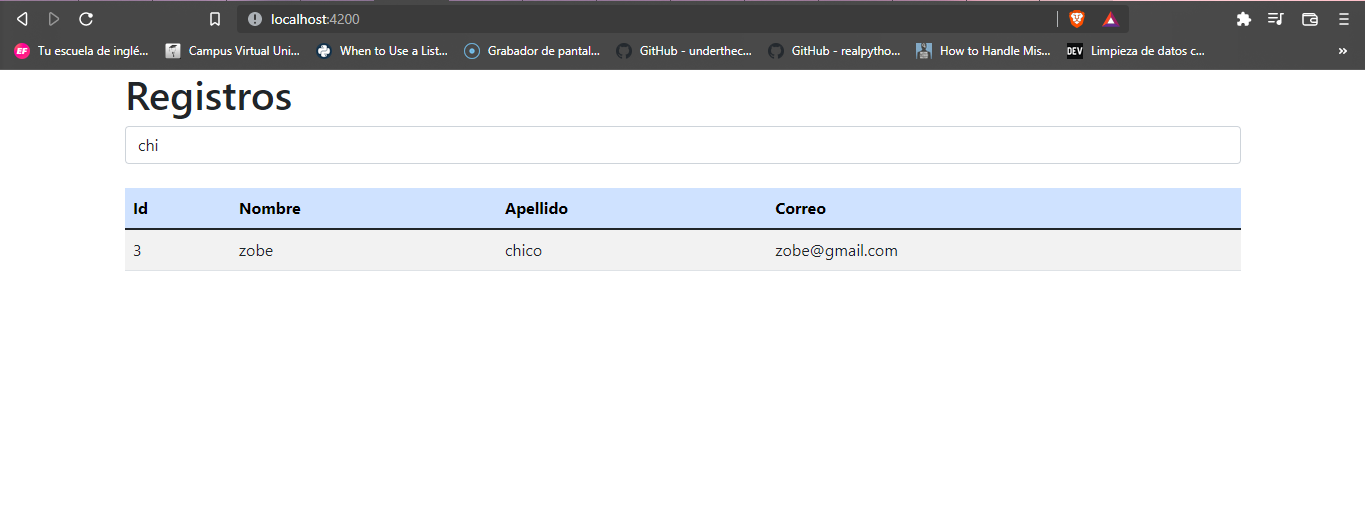 localhost:4200
EF Tu escuela de inglé... Campus Virtual Uni... When to Use a List... Grabador de pantal... GitHub - underthec... GitHub - realpytho... How to Handle Mis... DEV Limpieza de datos c... »
Registros
chi
Id Nombre Apellido Correo
3 zobe chico zobe@gmail.com